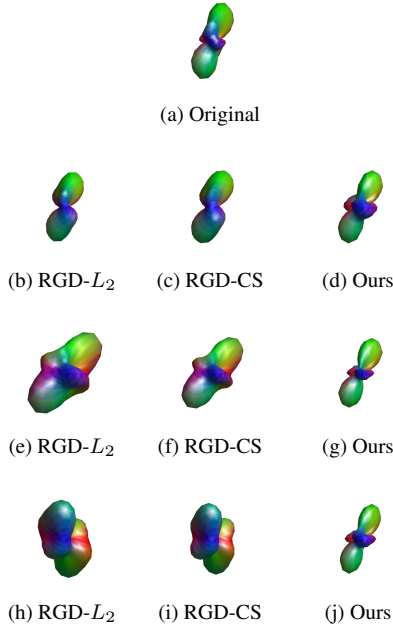 (a) Original
(b) RGD-L₂ (c) RGD-CS (d) Ours
(e) RGD-L₂ (f) RGD-CS (g) Ours
(h) RGD-L₂ (i) RGD-CS (j) Ours